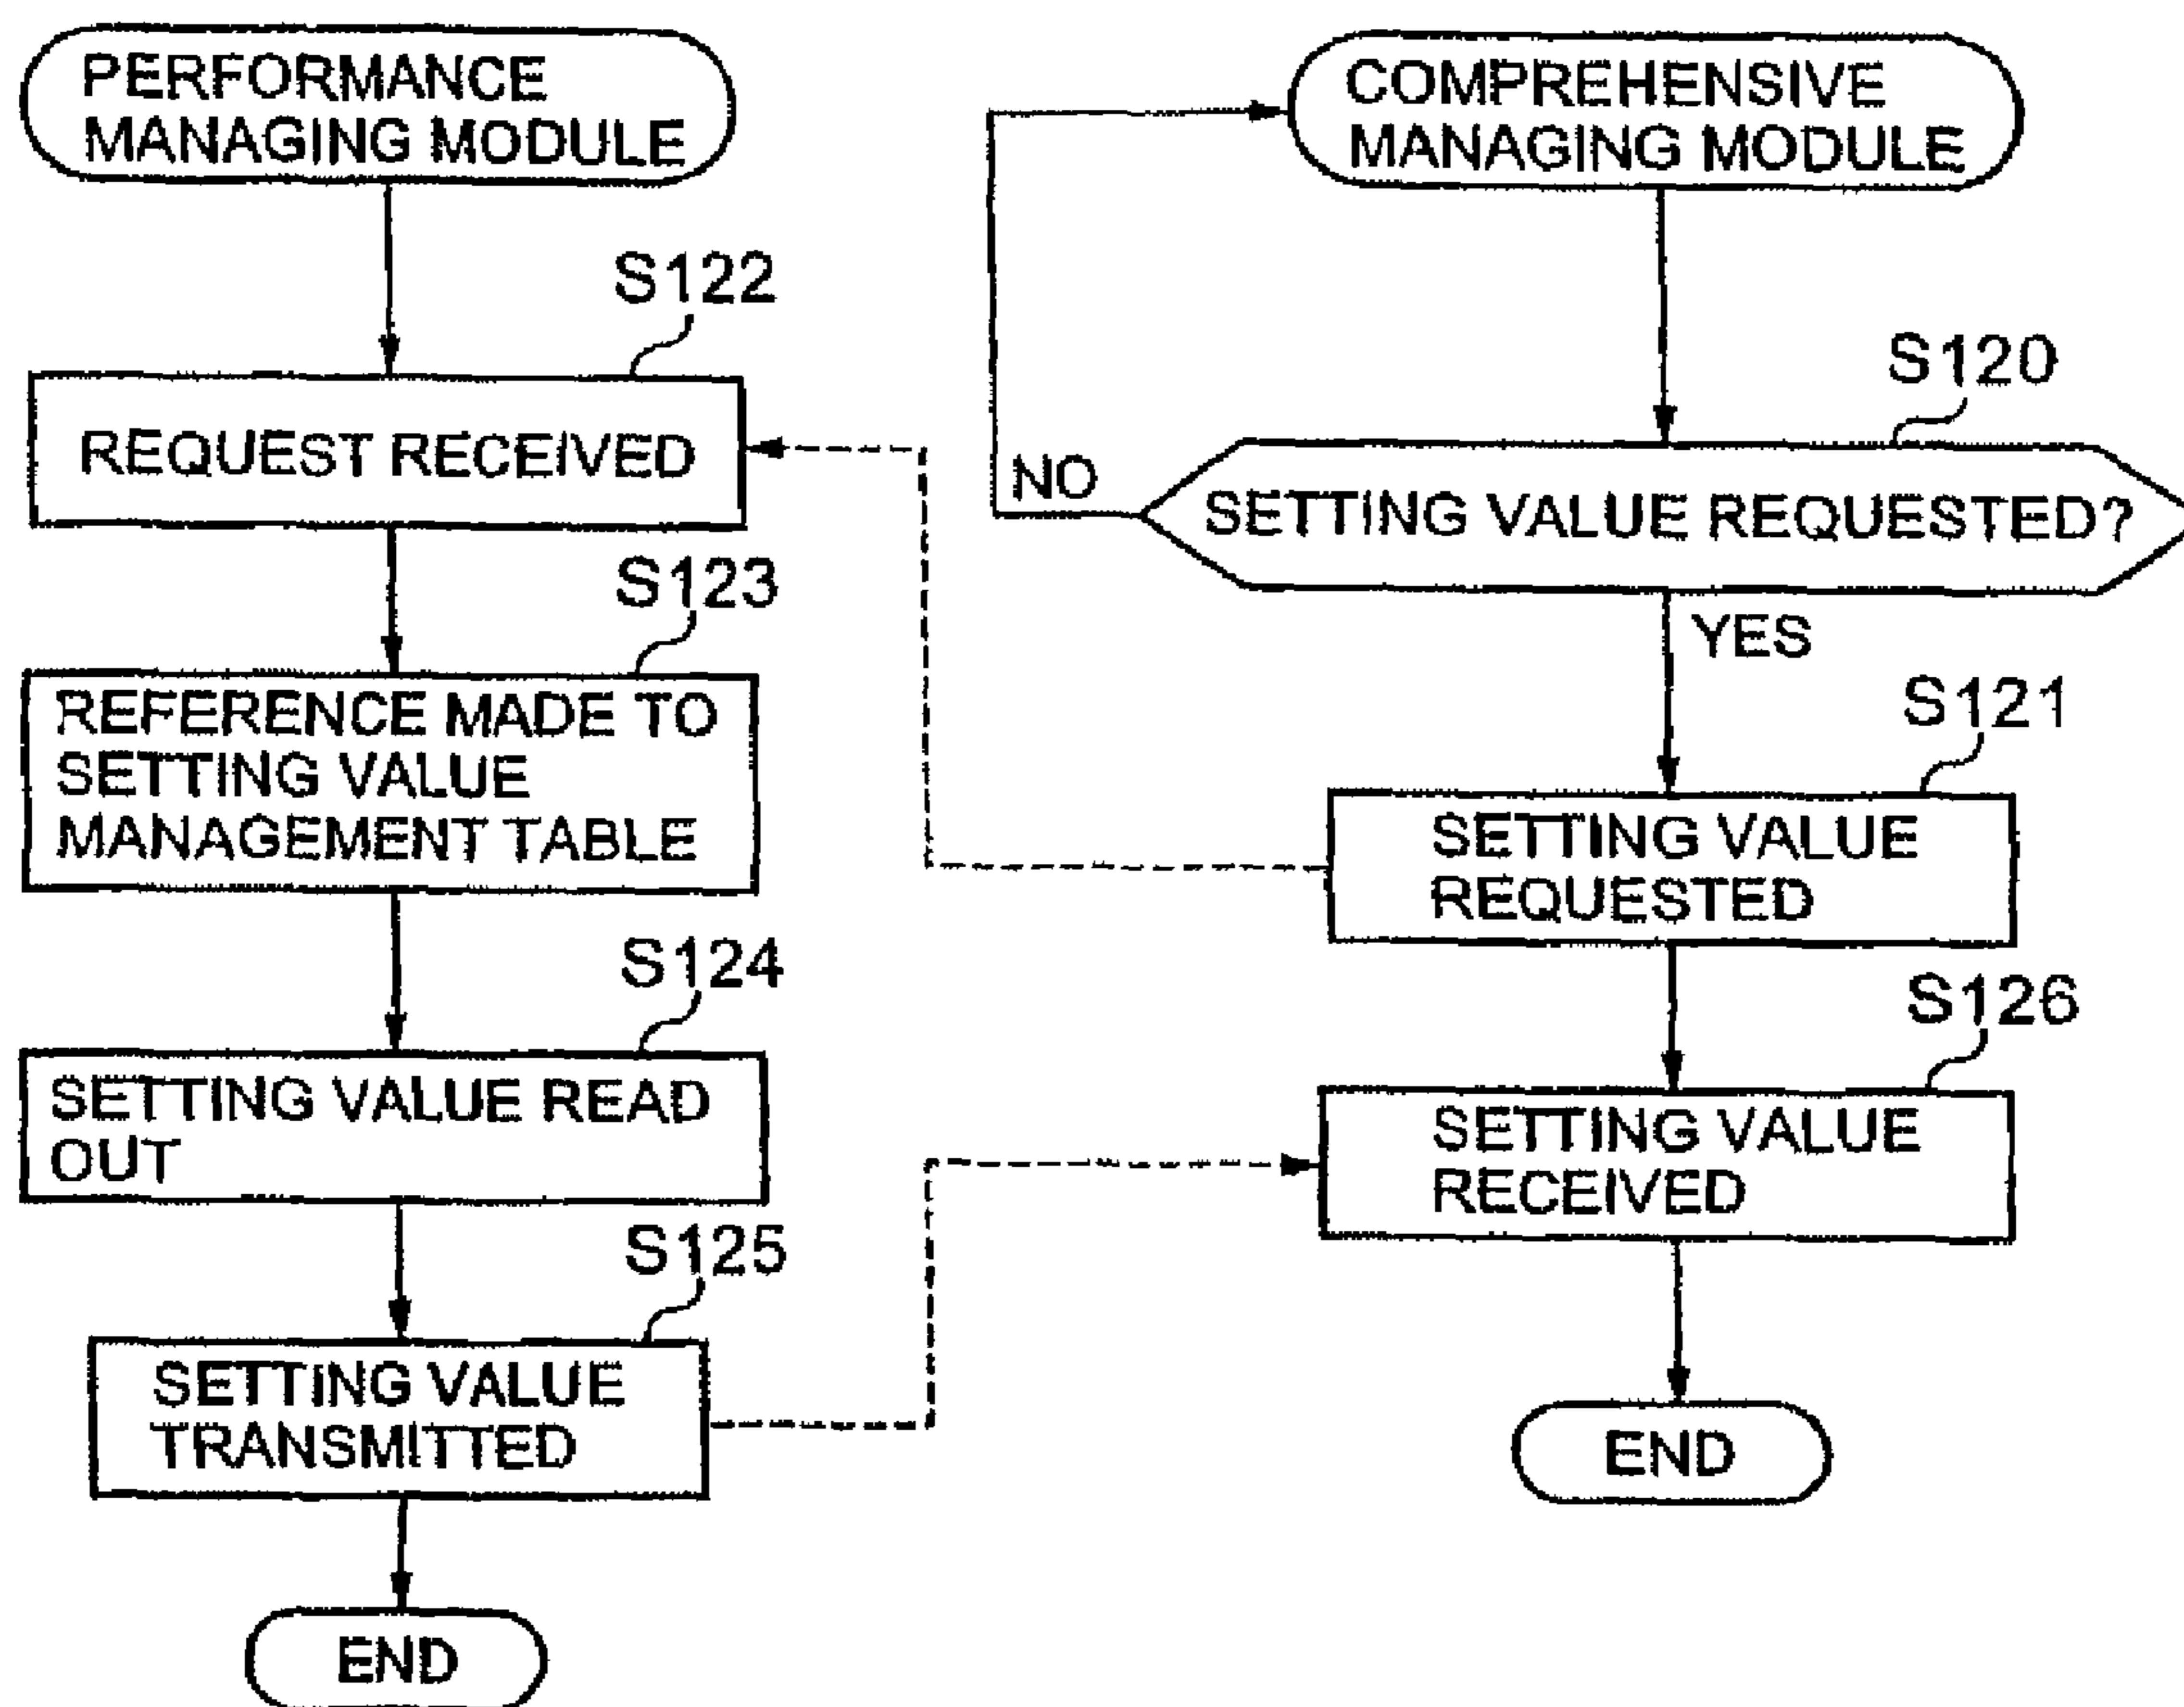 PERFORMANCE
MANAGING MODULE
S122
REQUEST RECEIVED
S123
REFERENCE MADE TO
SETTING VALUE
MANAGEMENT TABLE
S124
SETTING VALUE READ
OUT
S125
SETTING VALUE
TRANSMITTED
END
COMPREHENSIVE
MANAGING MODULE
S120
NO
SETTING VALUE REQUESTED?
YES
S121
SETTING VALUE
REQUESTED
S126
SETTING VALUE
RECEIVED
END